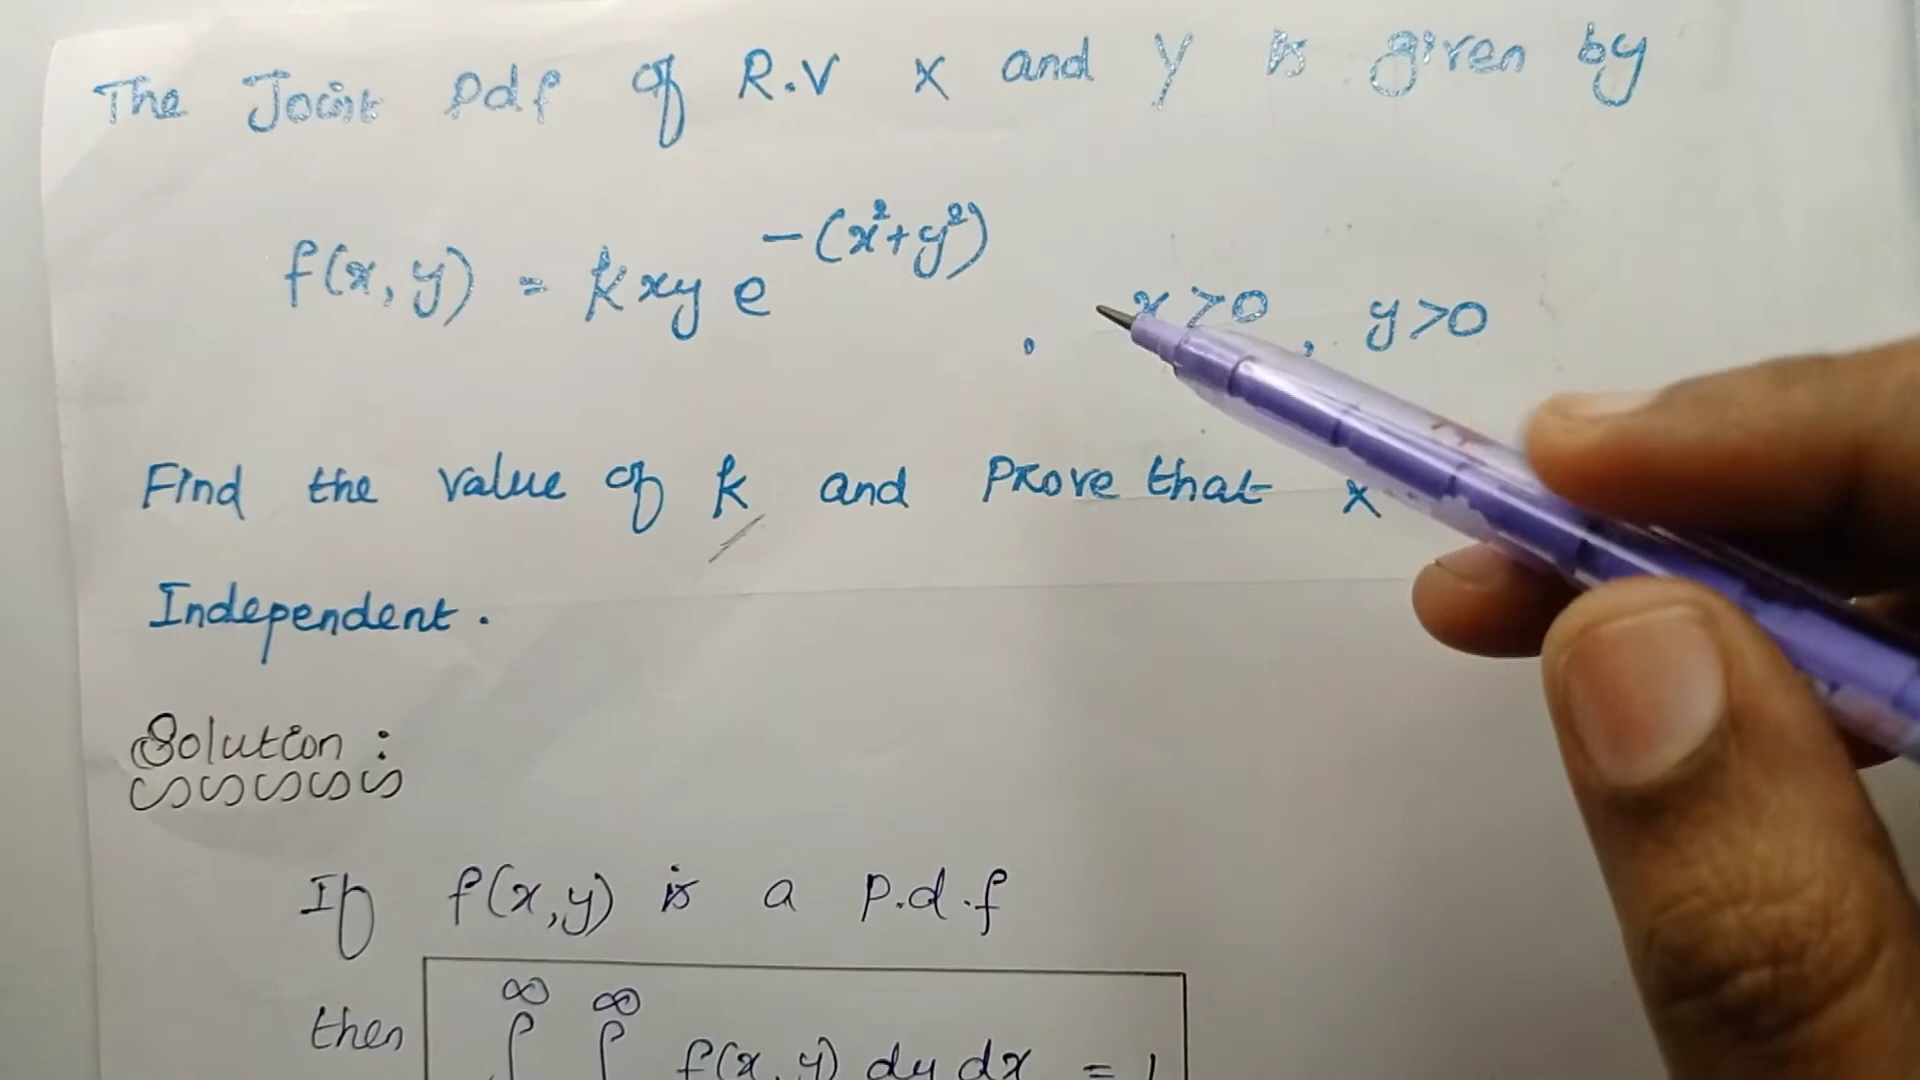 The Joint Pdf of R.V X and Y is given by
f(x, y) = k xy e^{-(x²+y²)}, x>0, y>0
Find the value of k and Prove that x
Independent.
Solution:
If f(x,y) is a p.d.f
then ∫^∞ ∫^∞ f(x,y) dy dx = 1